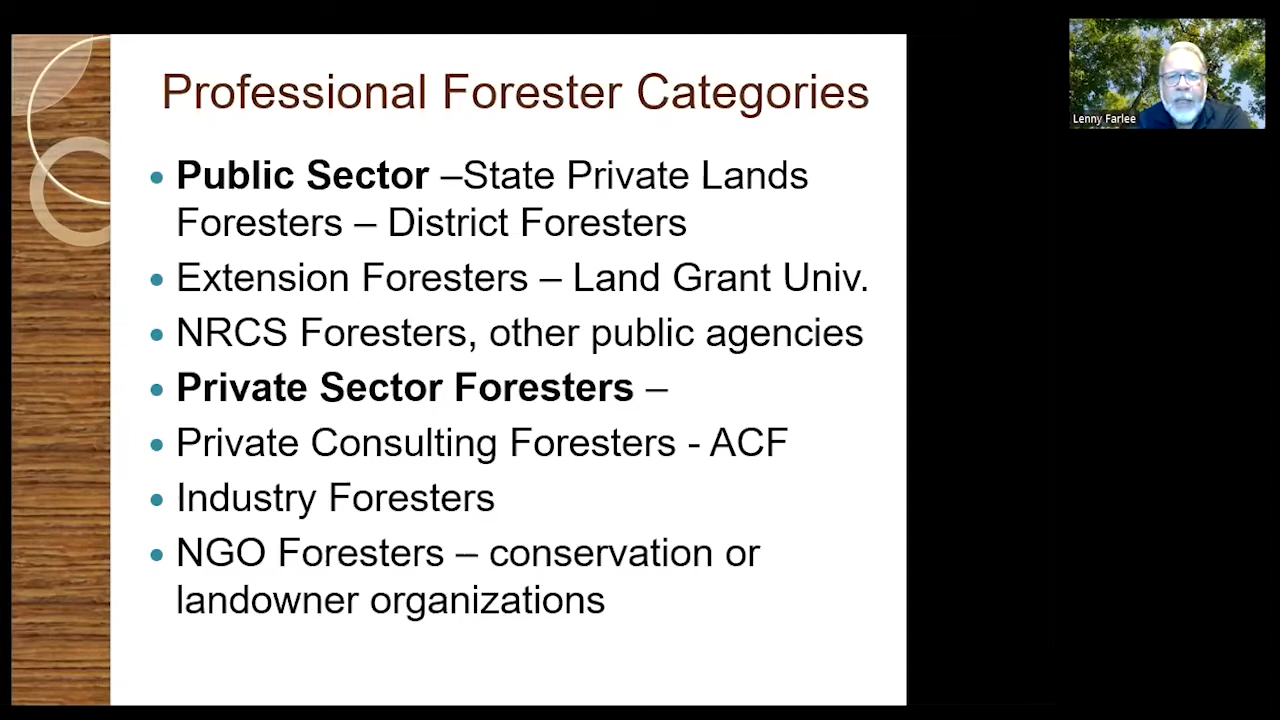 Professional Forester Categories
Public Sector –State Private Lands
Foresters – District Foresters
Extension Foresters – Land Grant Univ.
NRCS Foresters, other public agencies
Private Sector Foresters –
Private Consulting Foresters - ACF
Industry Foresters
NGO Foresters – conservation or
landowner organizations
Lenny Farlee